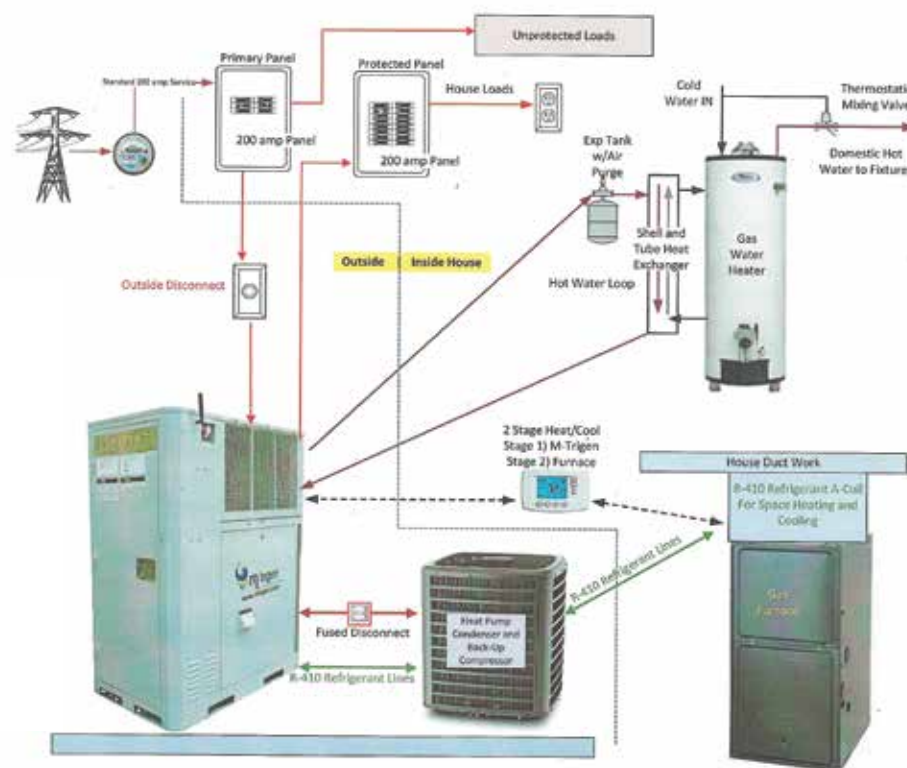 Unprotected Loads
Primary Panel
Protected Panel
Standard 200 amp Service
House Loads
200 amp Panel
200 amp Panel
Cold
Water IN
Thermostatic
Mixing Valve
Exp Tank
w/Air
Purge
Domestic Hot
Water to Fixture
Shell and
Tube Heat
Exchanger
Gas
Water
Heater
Outside
Inside House
Outside Disconnect
Hot Water Loop
2 Stage Heat/Cool
Stage 1) M-Trigen
Stage 2) Furnace
House Duct Work
R-410 Refrigerant A-Coil
For Space Heating and
Cooling
R-410 Refrigerant Lines
Gas
Furnace
Heat Pump
Condenser and
Back-Up
Compressor
Fused Disconnect
R-410 Refrigerant Lines